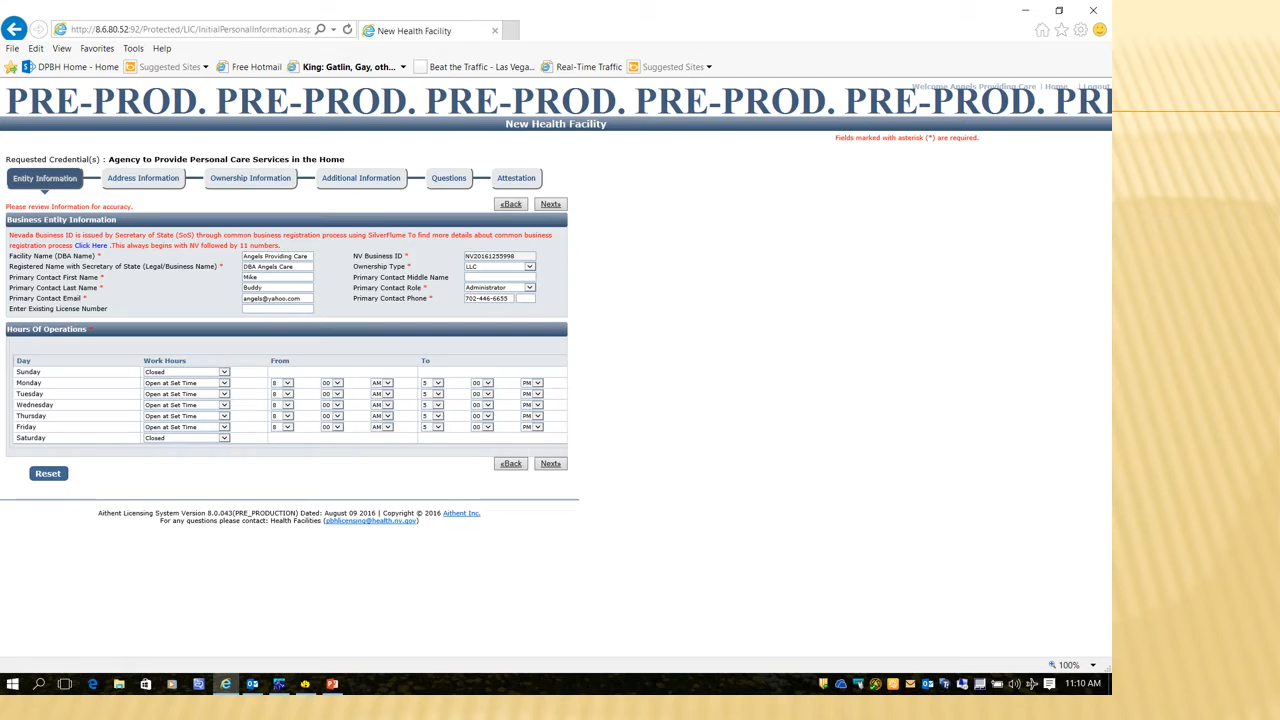 http://8.6.80.52:92/Protected/LIC/InitialPersonalInformation.asp
New Health Facility
File Edit View Favorites Tools Help
DPBH Home - Home Suggested Sites Free Hotmail King: Gatlin, Gay, oth... Beat the Traffic - Las Vega... Real-Time Traffic Suggested Sites
Welcome Angels Providing Care | Home | Logout
PRE-PROD. PRE-PROD. PRE-PROD. PRE-PROD. PRE-PROD. PRI
New Health Facility
Fields marked with asterisk (*) are required.
Requested Credential(s) : Agency to Provide Personal Care Services in the Home
Entity Information Address Information Ownership Information Additional Information Questions Attestation
Please review Information for accuracy.
«Back Next»
Business Entity Information
Nevada Business ID is issued by Secretary of State (SoS) through common business registration process using SilverFlume To find more details about common business
registration process Click Here .This always begins with NV followed by 11 numbers.
Facility Name (DBA Name) * Angels Providing Care NV Business ID * NV20161255998
Registered Name with Secretary of State (Legal/Business Name) * DBA Angels Care Ownership Type * LLC
Primary Contact First Name * Mike Primary Contact Middle Name
Primary Contact Last Name * Buddy Primary Contact Role * Administrator
Primary Contact Email * angels@yahoo.com Primary Contact Phone * 702-446-6655
Enter Existing License Number
Hours Of Operations *
Day Work Hours From To
Sunday Closed
Monday Open at Set Time 8 00 AM 5 00 PM
Tuesday Open at Set Time 8 00 AM 5 00 PM
Wednesday Open at Set Time 8 00 AM 5 00 PM
Thursday Open at Set Time 8 00 AM 5 00 PM
Friday Open at Set Time 8 00 AM 5 00 PM
Saturday Closed
«Back Next»
Reset
Aithent Licensing System Version 8.0.043(PRE_PRODUCTION) Dated: August 09 2016 | Copyright © 2016 Aithent Inc.
For any questions please contact: Health Facilities (pbhlicensing@health.nv.gov)
100%
11:10 AM